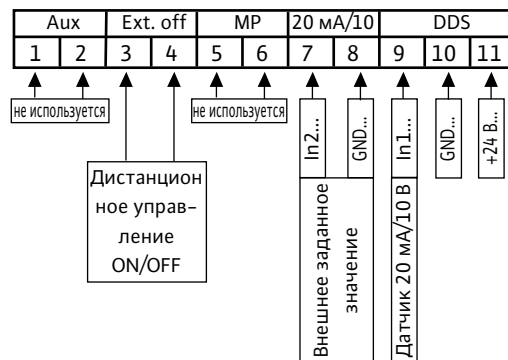 Aux Ext. off MP 20 мА/10 DDS
1 2 3 4 5 6 7 8 9 10 11
не используется не используется
In2... GND... In1... GND... +24 В...
Дистанцион
ное управ-
ление
ON/OFF
Внешнее заданное
значение
Датчик 20 мА/10 В